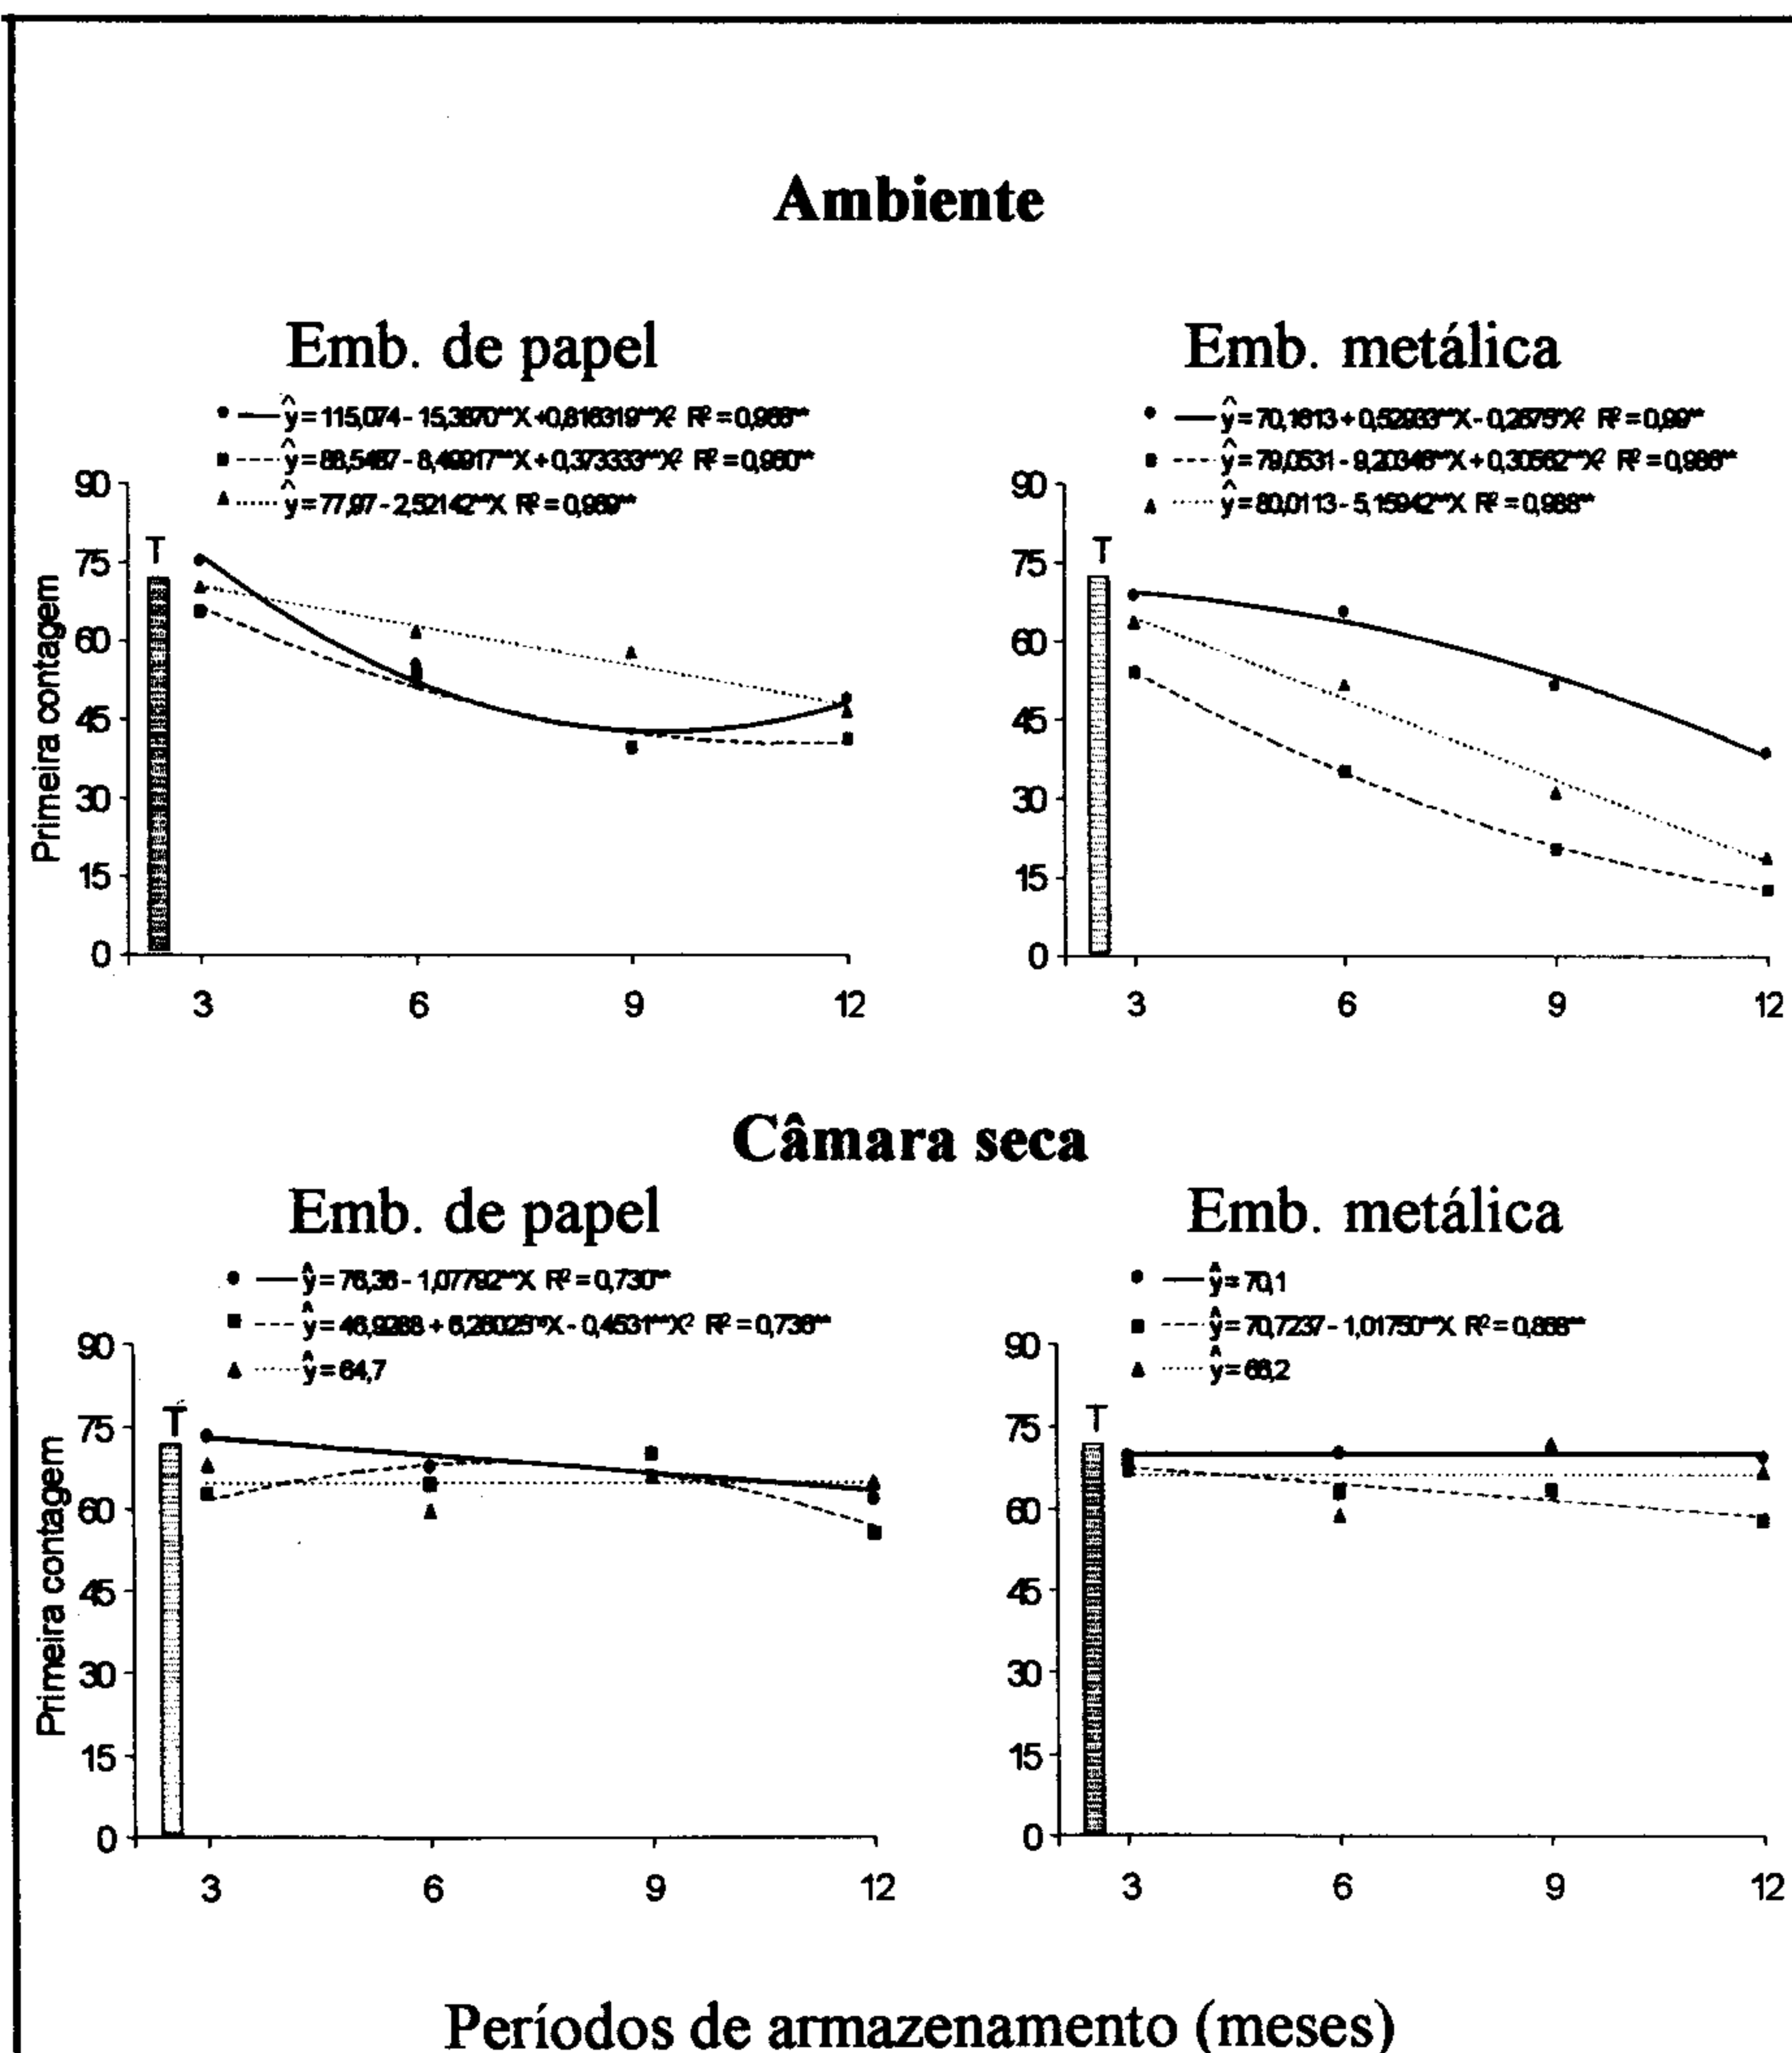 Ambiente
Emb. de papel
ŷ = 115,074 - 15,3870**X + 0,816319**X² R² = 0,966**
ŷ = 88,5487 - 8,49917**X + 0,373333**X² R² = 0,960**
ŷ = 77,97 - 2,52142**X R² = 0,969**
90
T
75
60
45
30
15
0
Primeira contagem
3 6 9 12
Emb. metálica
ŷ = 70,1613 + 0,52933**X - 0,2675*X² R² = 0,99**
ŷ = 79,0531 - 9,20346**X + 0,30562**X² R² = 0,986**
ŷ = 80,0113 - 5,15942**X R² = 0,988**
90
T
75
60
45
30
15
0
3 6 9 12
Câmara seca
Emb. de papel
ŷ = 76,36 - 1,07792**X R² = 0,730**
ŷ = 46,9288 + 6,26025**X - 0,4531**X² R² = 0,736**
ŷ = 64,7
90
T
75
60
45
30
15
0
Primeira contagem
3 6 9 12
Emb. metálica
ŷ = 70,1
ŷ = 70,7237 - 1,01750**X R² = 0,868**
ŷ = 66,2
90
T
75
60
45
30
15
0
3 6 9 12
Períodos de armazenamento (meses)